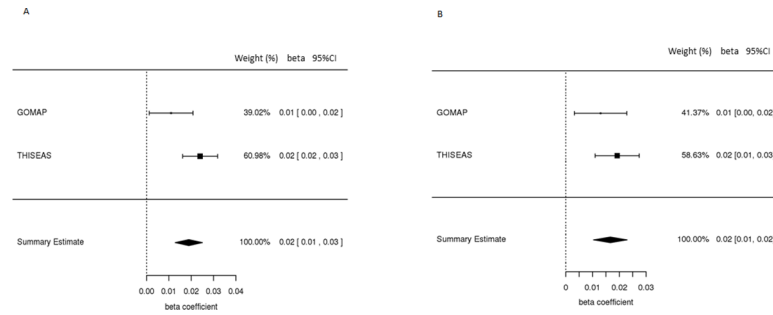 A
Weight (%) beta 95%CI
GOMAP 39.02% 0.01 [ 0.00 , 0.02 ]
THISEAS 60.98% 0.02 [ 0.02 , 0.03 ]
Summary Estimate 100.00% 0.02 [ 0.01 , 0.03 ]
0.00 0.01 0.02 0.03 0.04
beta coefficient
B
Weight (%) beta 95%CI
GOMAP 41.37% 0.01 [0.00, 0.02
THISEAS 58.63% 0.02 [0.01, 0.03
Summary Estimate 100.00% 0.02 [0.01, 0.02
0 0.01 0.02 0.03
beta coefficient